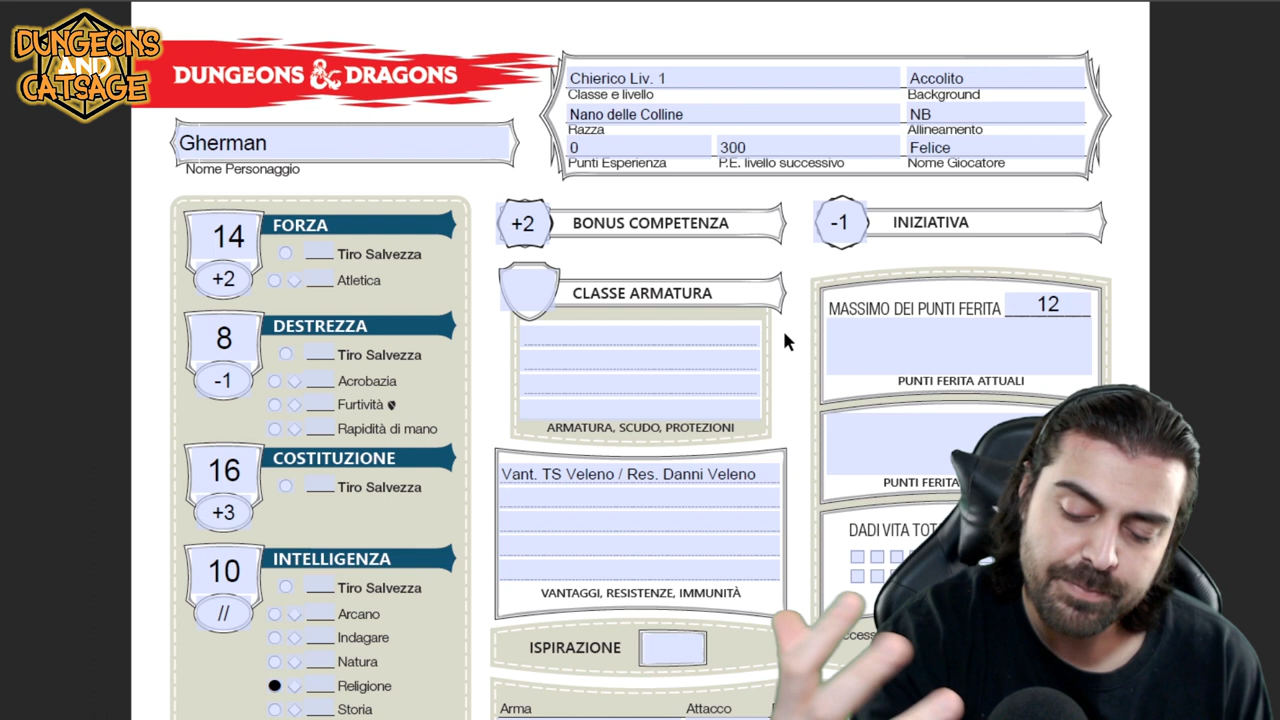 DUNGEONS
AND
CATSAGE
DUNGEONS & DRAGONS
Gherman
Nome Personaggio
Chierico Liv. 1
Classe e livello
Accolito
Background
Nano delle Colline
Razza
NB
Allineamento
0
Punti Esperienza
300
P.E. livello successivo
Felice
Nome Giocatore
14
+2
FORZA
Tiro Salvezza
Atletica
8
-1
DESTREZZA
Tiro Salvezza
Acrobazia
Furtività
Rapidità di mano
16
+3
COSTITUZIONE
Tiro Salvezza
10
//
INTELLIGENZA
Tiro Salvezza
Arcano
Indagare
Natura
Religione
Storia
+2
BONUS COMPETENZA
CLASSE ARMATURA
ARMATURA, SCUDO, PROTEZIONI
Vant. TS Veleno / Res. Danni Veleno
VANTAGGI, RESISTENZE, IMMUNITÀ
ISPIRAZIONE
Arma
Attacco
-1
INIZIATIVA
MASSIMO DEI PUNTI FERITA
12
PUNTI FERITA ATTUALI
PUNTI FERITA
DADI VITA